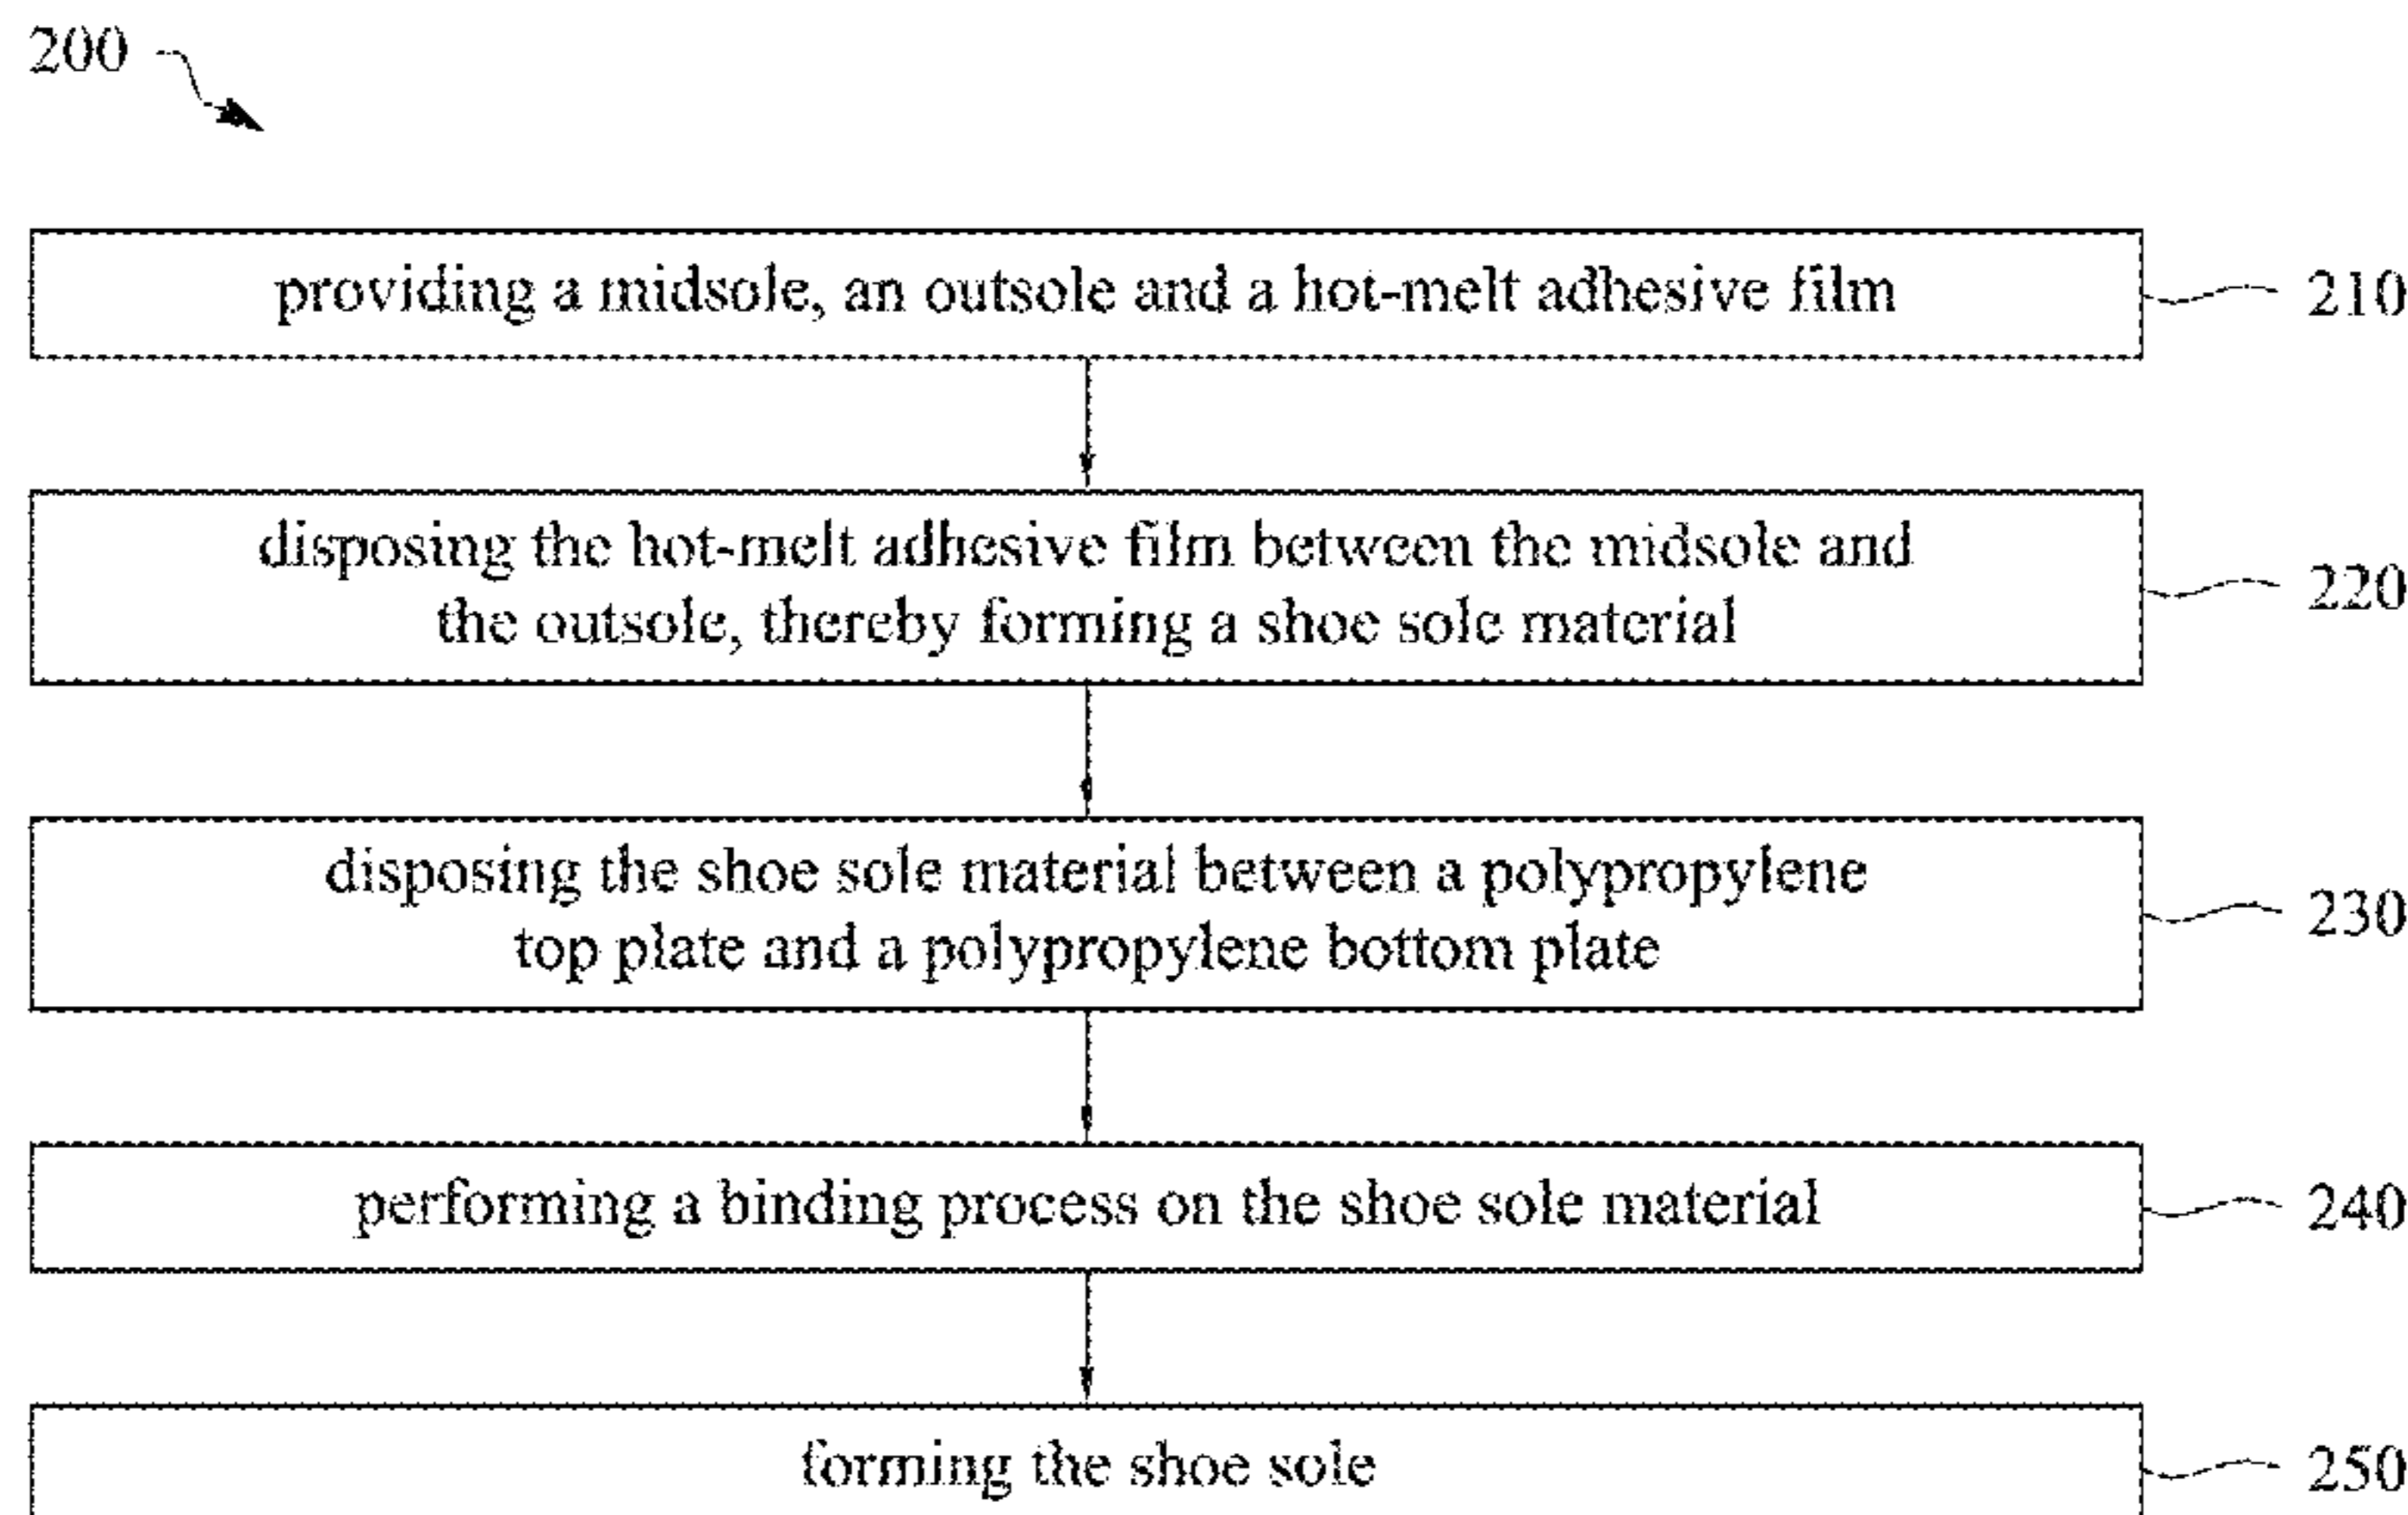 200
providing a midsole, an outsole and a hot-melt adhesive film
210
disposing the hot-melt adhesive film between the midsole and
the outsole, thereby forming a shoe sole material
220
disposing the shoe sole material between a polypropylene
top plate and a polypropylene bottom plate
230
performing a binding process on the shoe sole material
240
forming the shoe sole
250